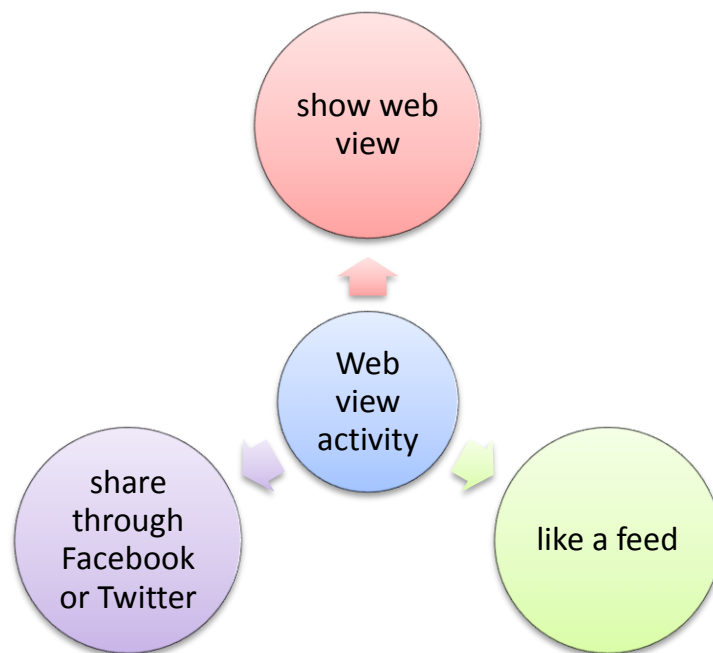 show web
view
Web
view
activity
share
through
Facebook
or Twitter
like a feed